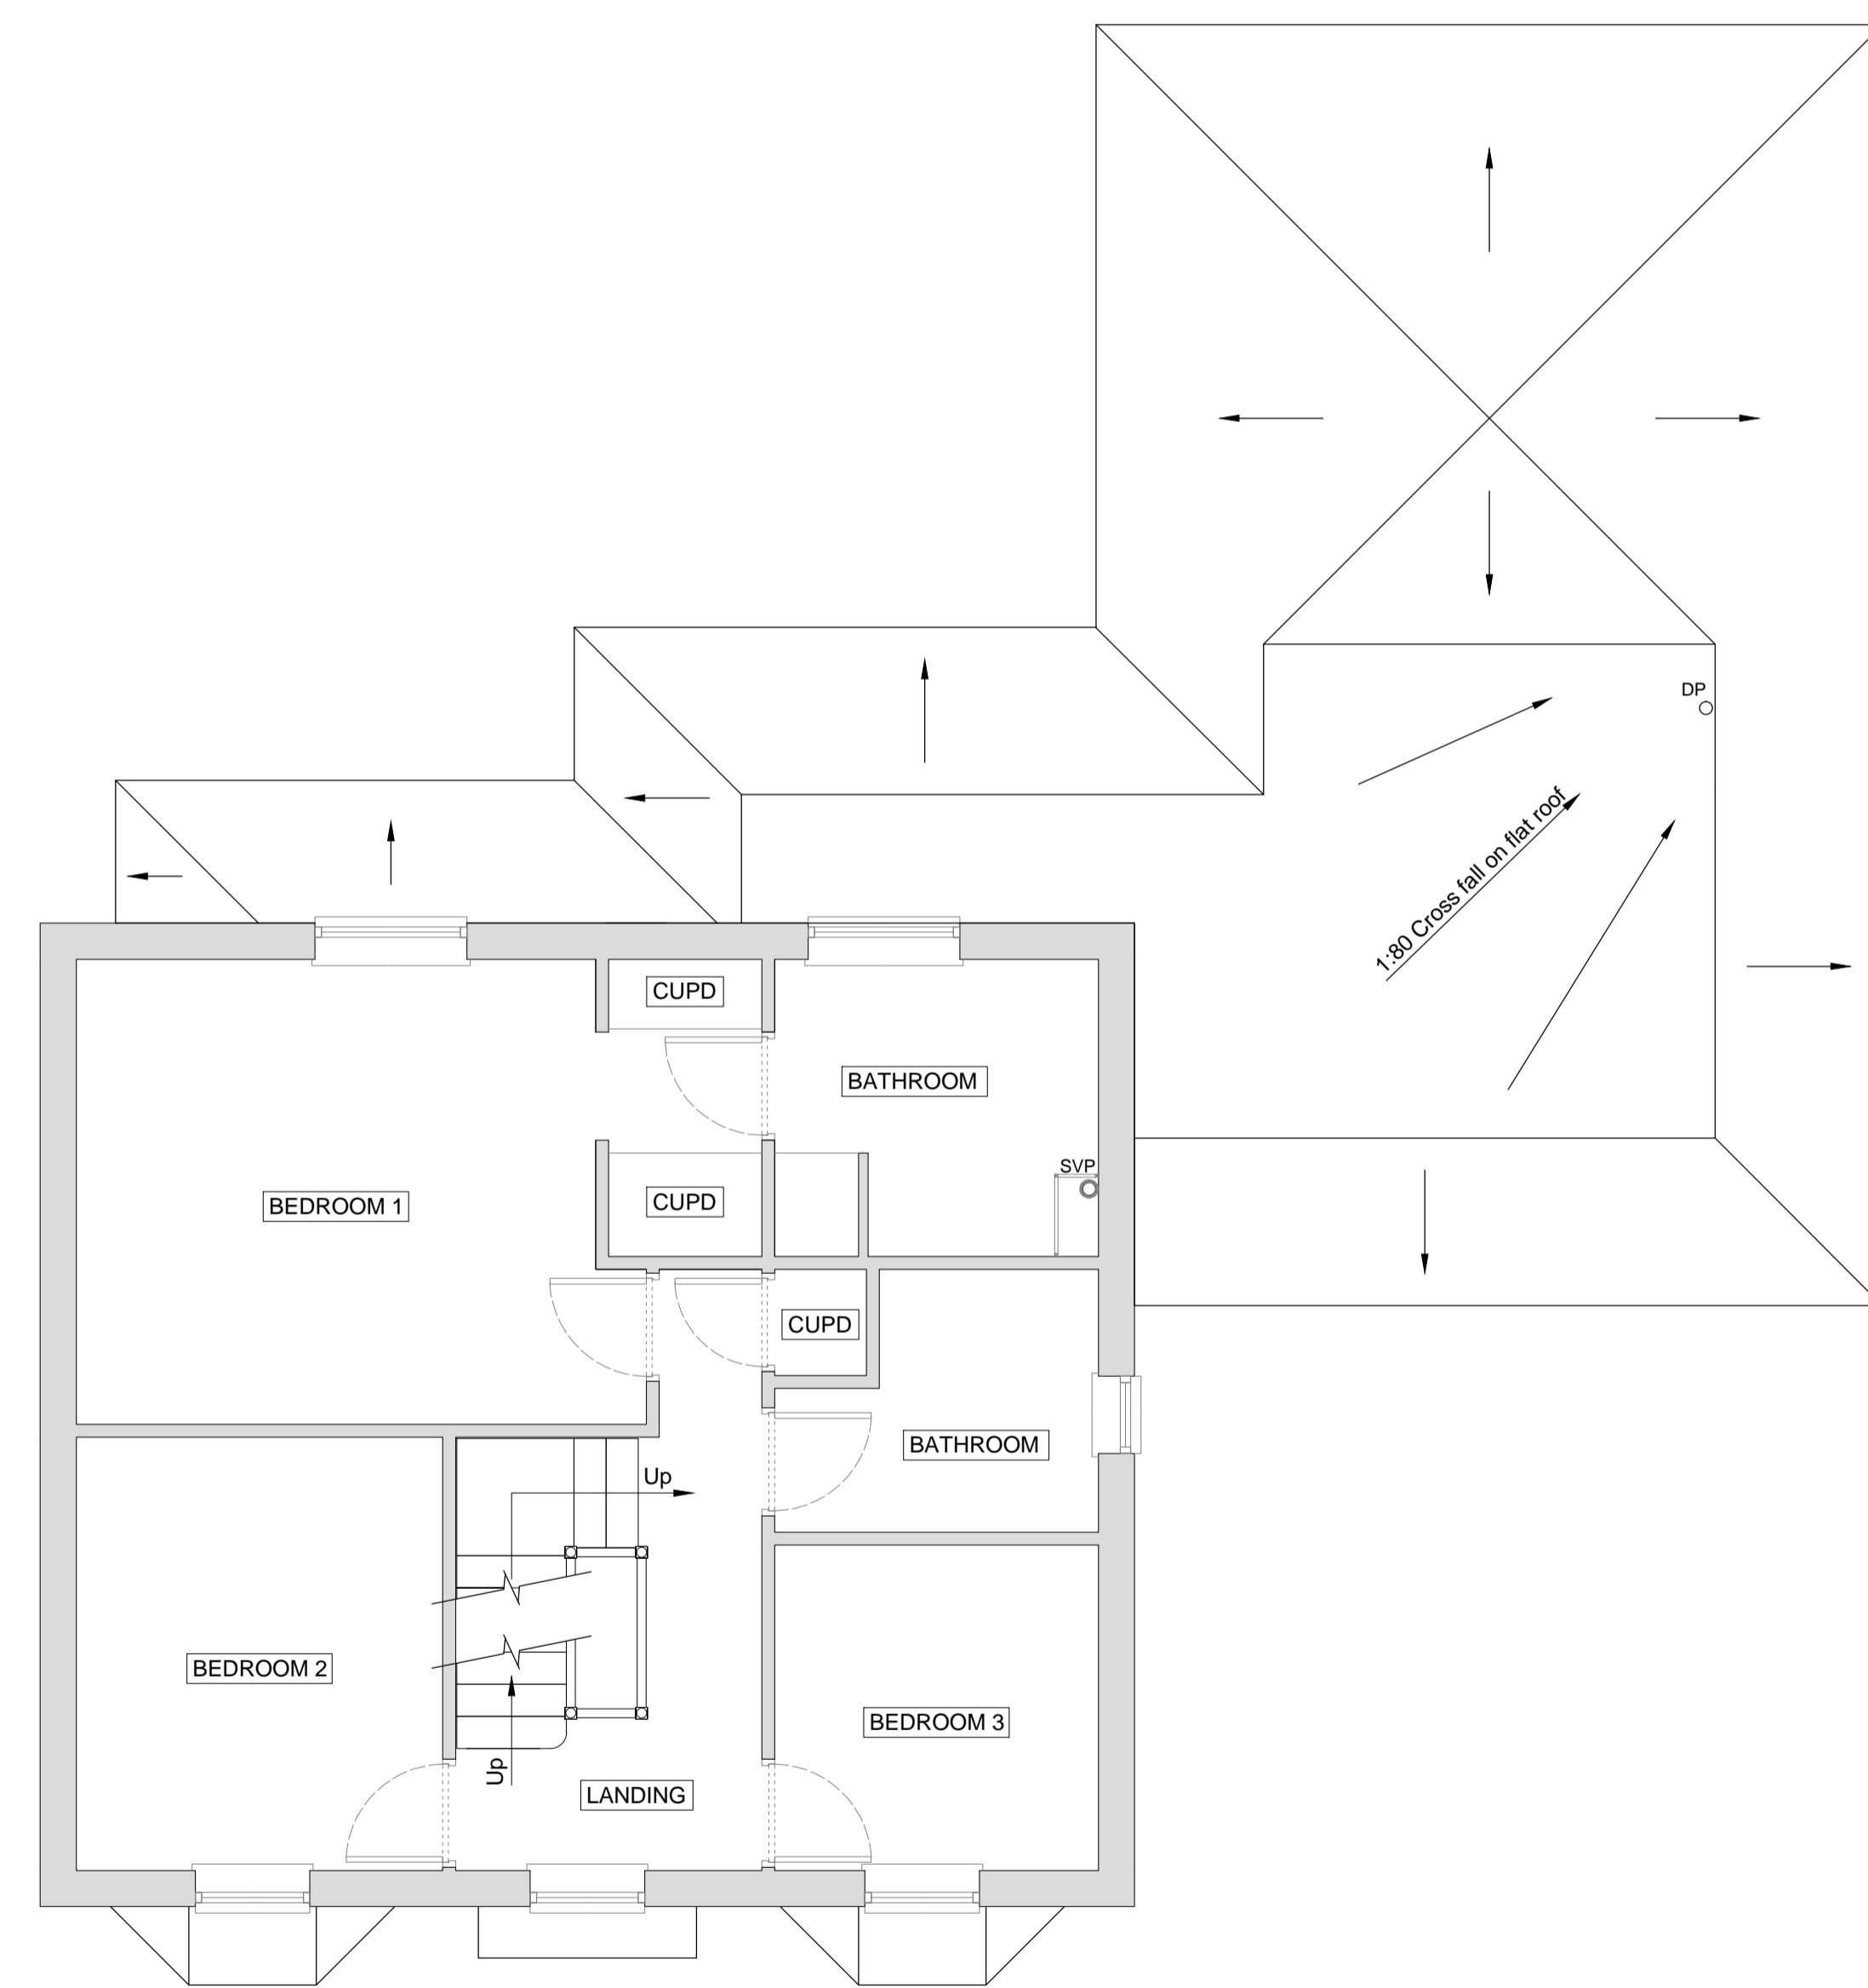 DP
1:80 Cross fall on flat roof
CUPD
BATHROOM
SVP
CUPD
BEDROOM 1
CUPD
BATHROOM
Up
BEDROOM 2
BEDROOM 3
Up
LANDING